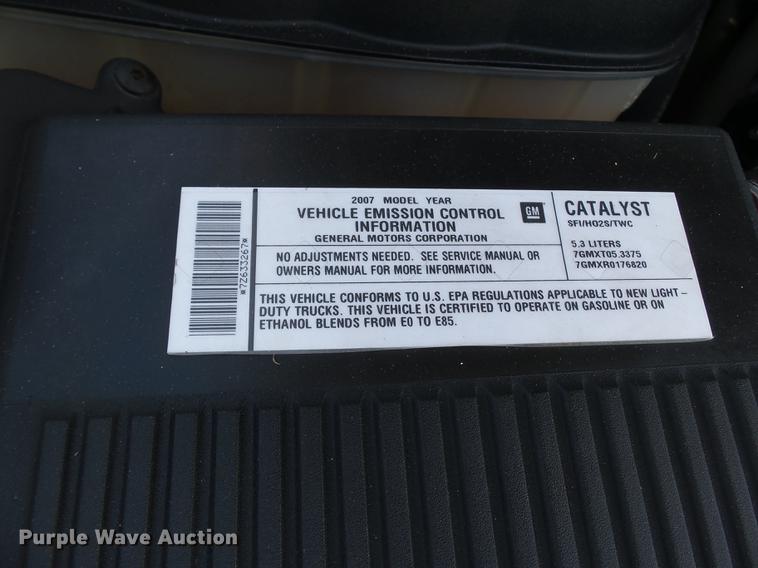 *7Z633267*
2007 MODEL YEAR
VEHICLE EMISSION CONTROL
INFORMATION
GENERAL MOTORS CORPORATION
GM
CATALYST
SFI/HO2S/TWC
NO ADJUSTMENTS NEEDED. SEE SERVICE MANUAL OR
OWNERS MANUAL FOR MORE INFORMATION.
5.3 LITERS
7GMXT05.3375
7GMXR0176820
THIS VEHICLE CONFORMS TO U.S. EPA REGULATIONS APPLICABLE TO NEW LIGHT-
DUTY TRUCKS. THIS VEHICLE IS CERTIFIED TO OPERATE ON GASOLINE OR ON
ETHANOL BLENDS FROM E0 TO E85.
Purple Wave Auction